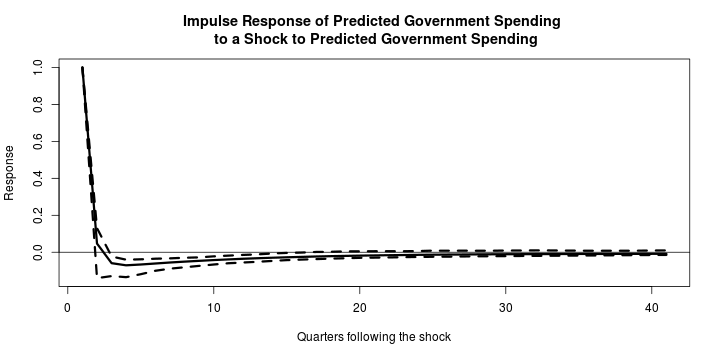 Impulse Response of Predicted Government Spending
to a Shock to Predicted Government Spending
1.0
0.8
0.6
0.4
0.2
0.0
Response
0 10 20 30 40
Quarters following the shock